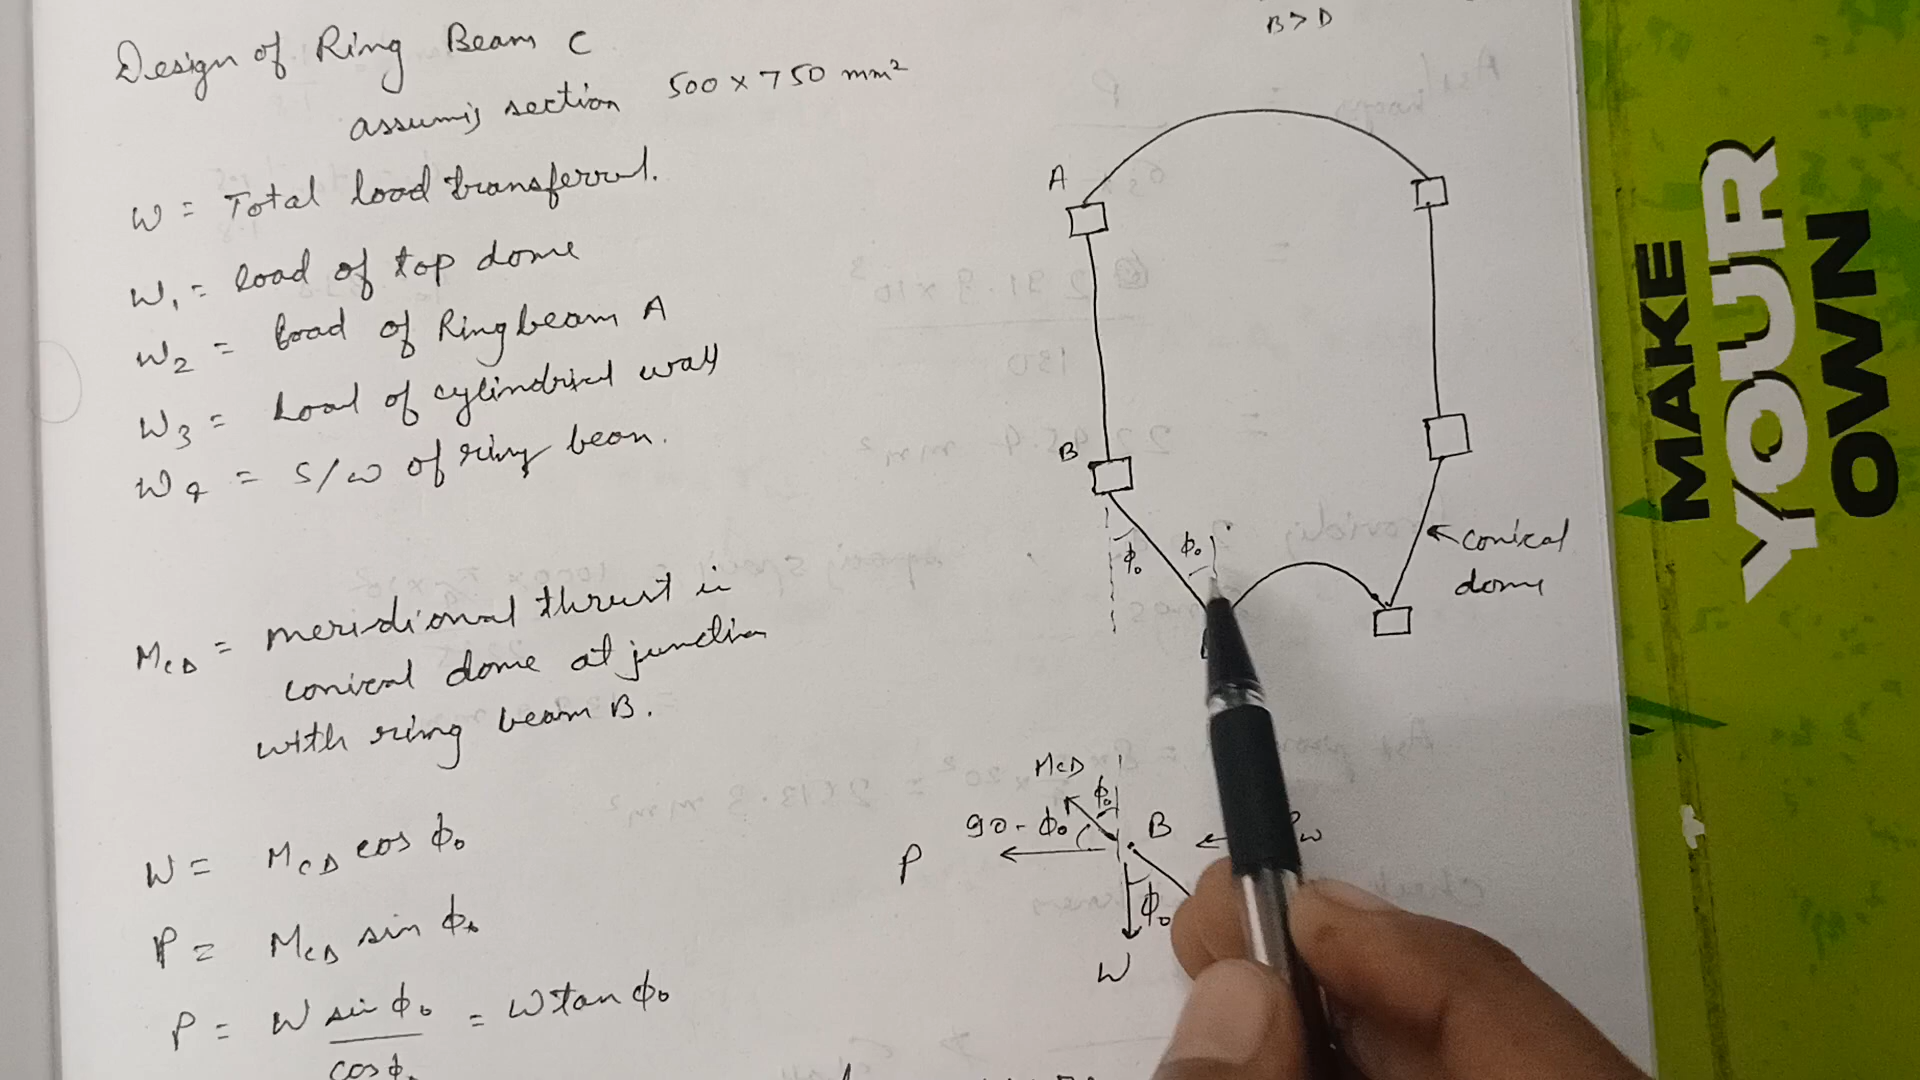 Design of Ring Beam C
assumij section 500 x 750 mm²
W = Total load transferred.
W₁ = load of top dome
W₂ = load of Ring beam A
W₃ = Load of cylindrical wall
W₄ = S/W of ring beam.
M_CD = meridional thrust in
conical dome at junction
with ring beam B.
W = M_CD cos ϕ₀
P = M_CD sin ϕ₀
P = W sin ϕ₀ / cos ϕ₀ = W tan ϕ₀
B > D
A
B
ϕ₀
ϕ₀
conical
dome
M_CD
ϕ₀
90 - ϕ₀
B
P
ϕ₀
W
MAKE
YOUR
OWN